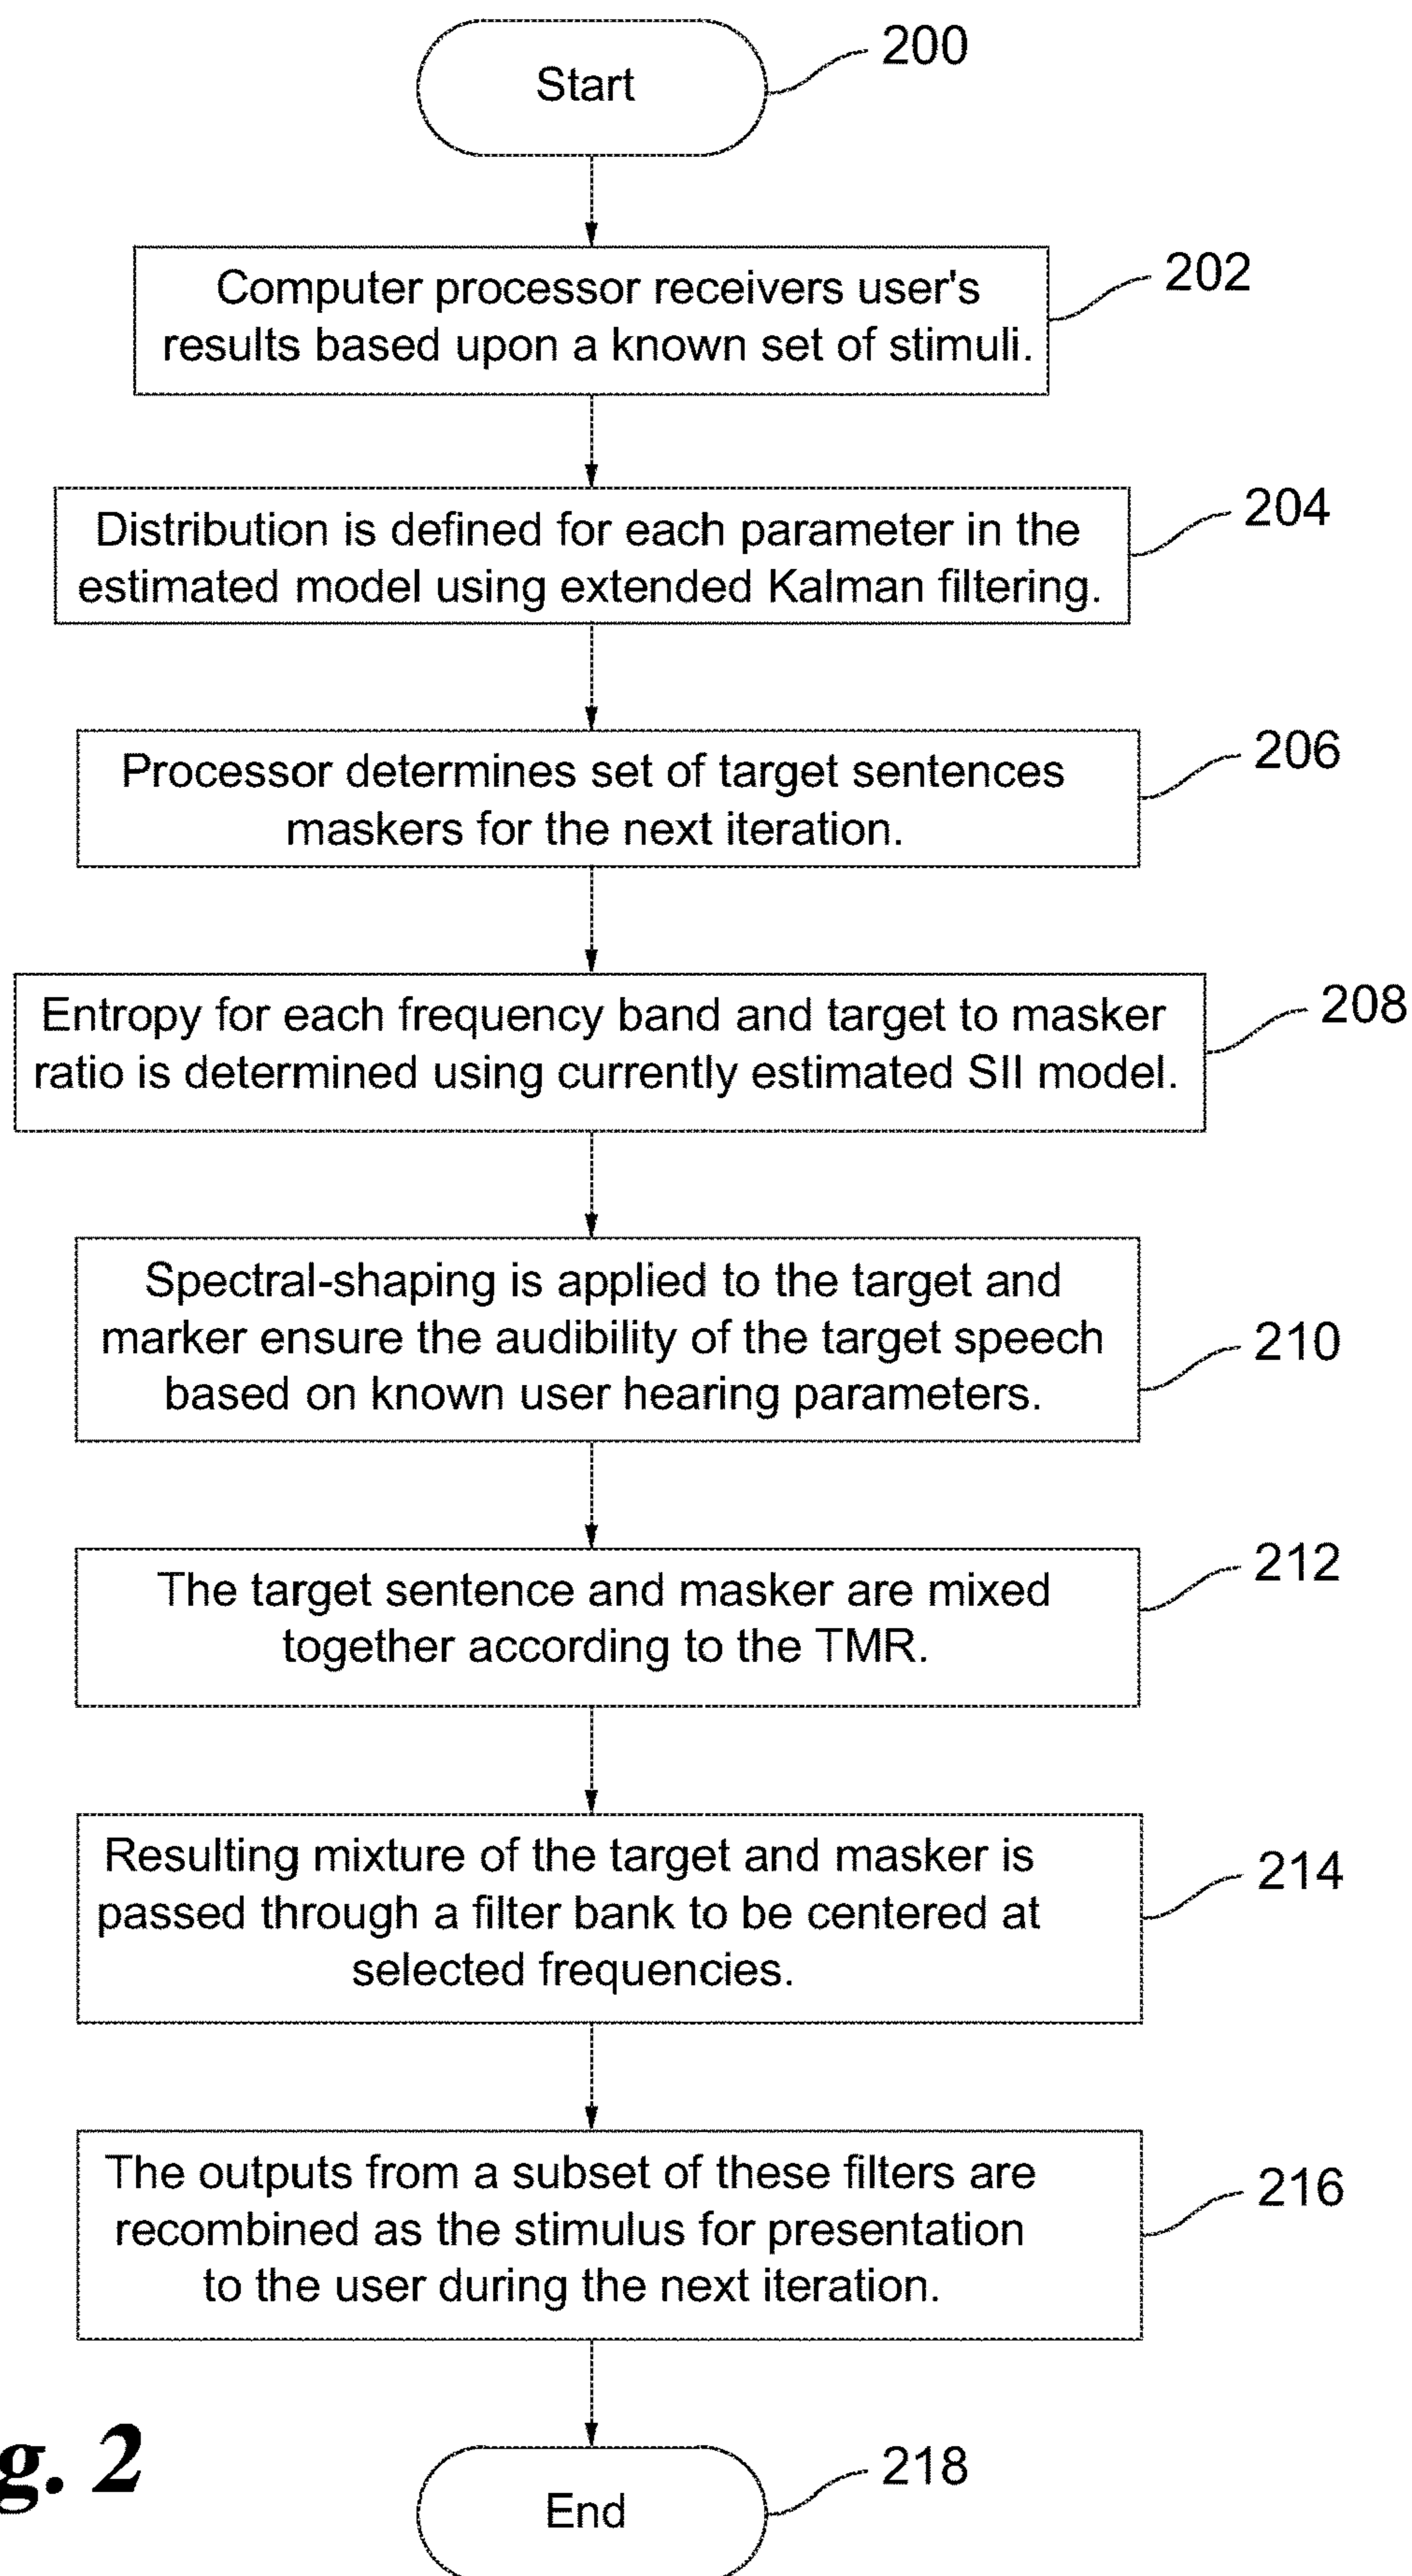 Start
200
Computer processor receivers user's
results based upon a known set of stimuli.
202
Distribution is defined for each parameter in the
estimated model using extended Kalman filtering.
204
Processor determines set of target sentences
maskers for the next iteration.
206
Entropy for each frequency band and target to masker
ratio is determined using currently estimated SII model.
208
Spectral-shaping is applied to the target and
marker ensure the audibility of the target speech
based on known user hearing parameters.
210
The target sentence and masker are mixed
together according to the TMR.
212
Resulting mixture of the target and masker is
passed through a filter bank to be centered at
selected frequencies.
214
The outputs from a subset of these filters are
recombined as the stimulus for presentation
to the user during the next iteration.
216
g. 2
End
218